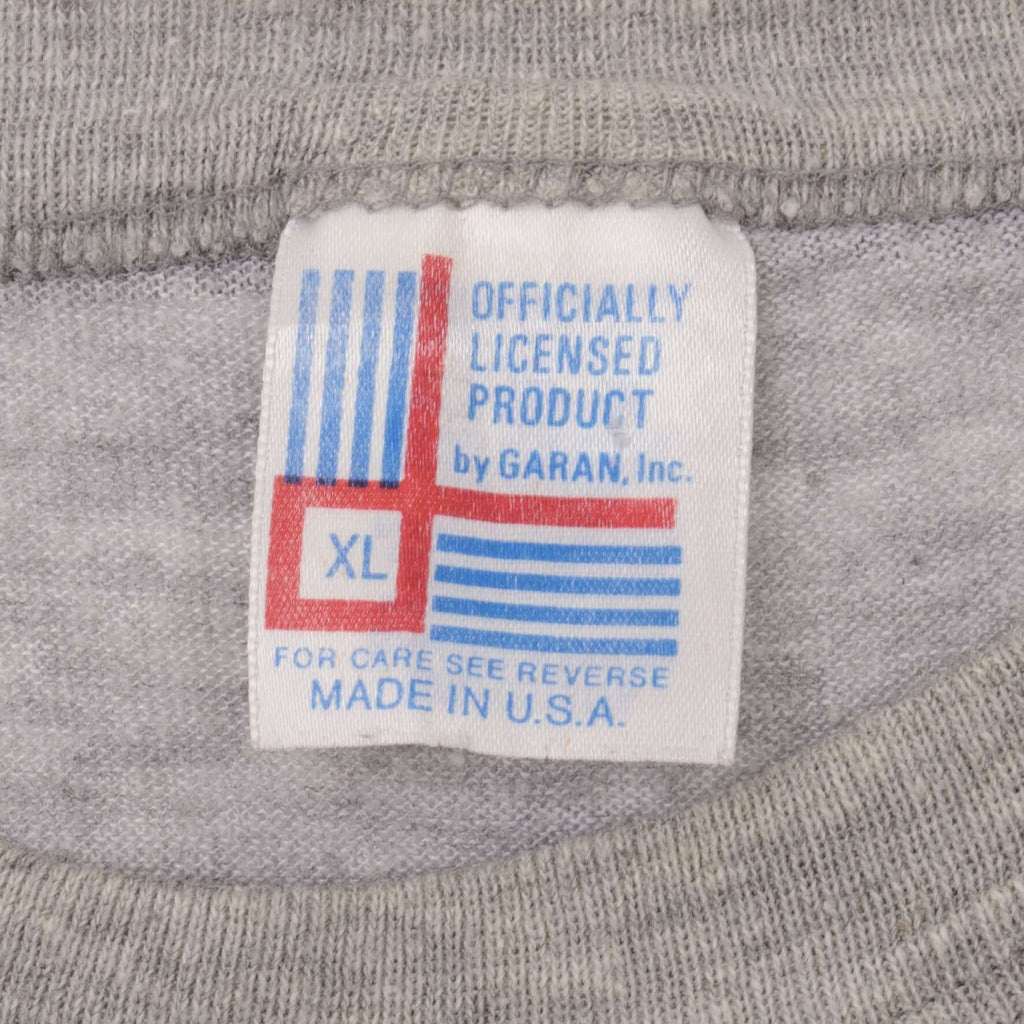 OFFICIALLY
LICENSED
PRODUCT
by GARAN, Inc.
XL
FOR CARE SEE REVERSE
MADE IN U.S.A.